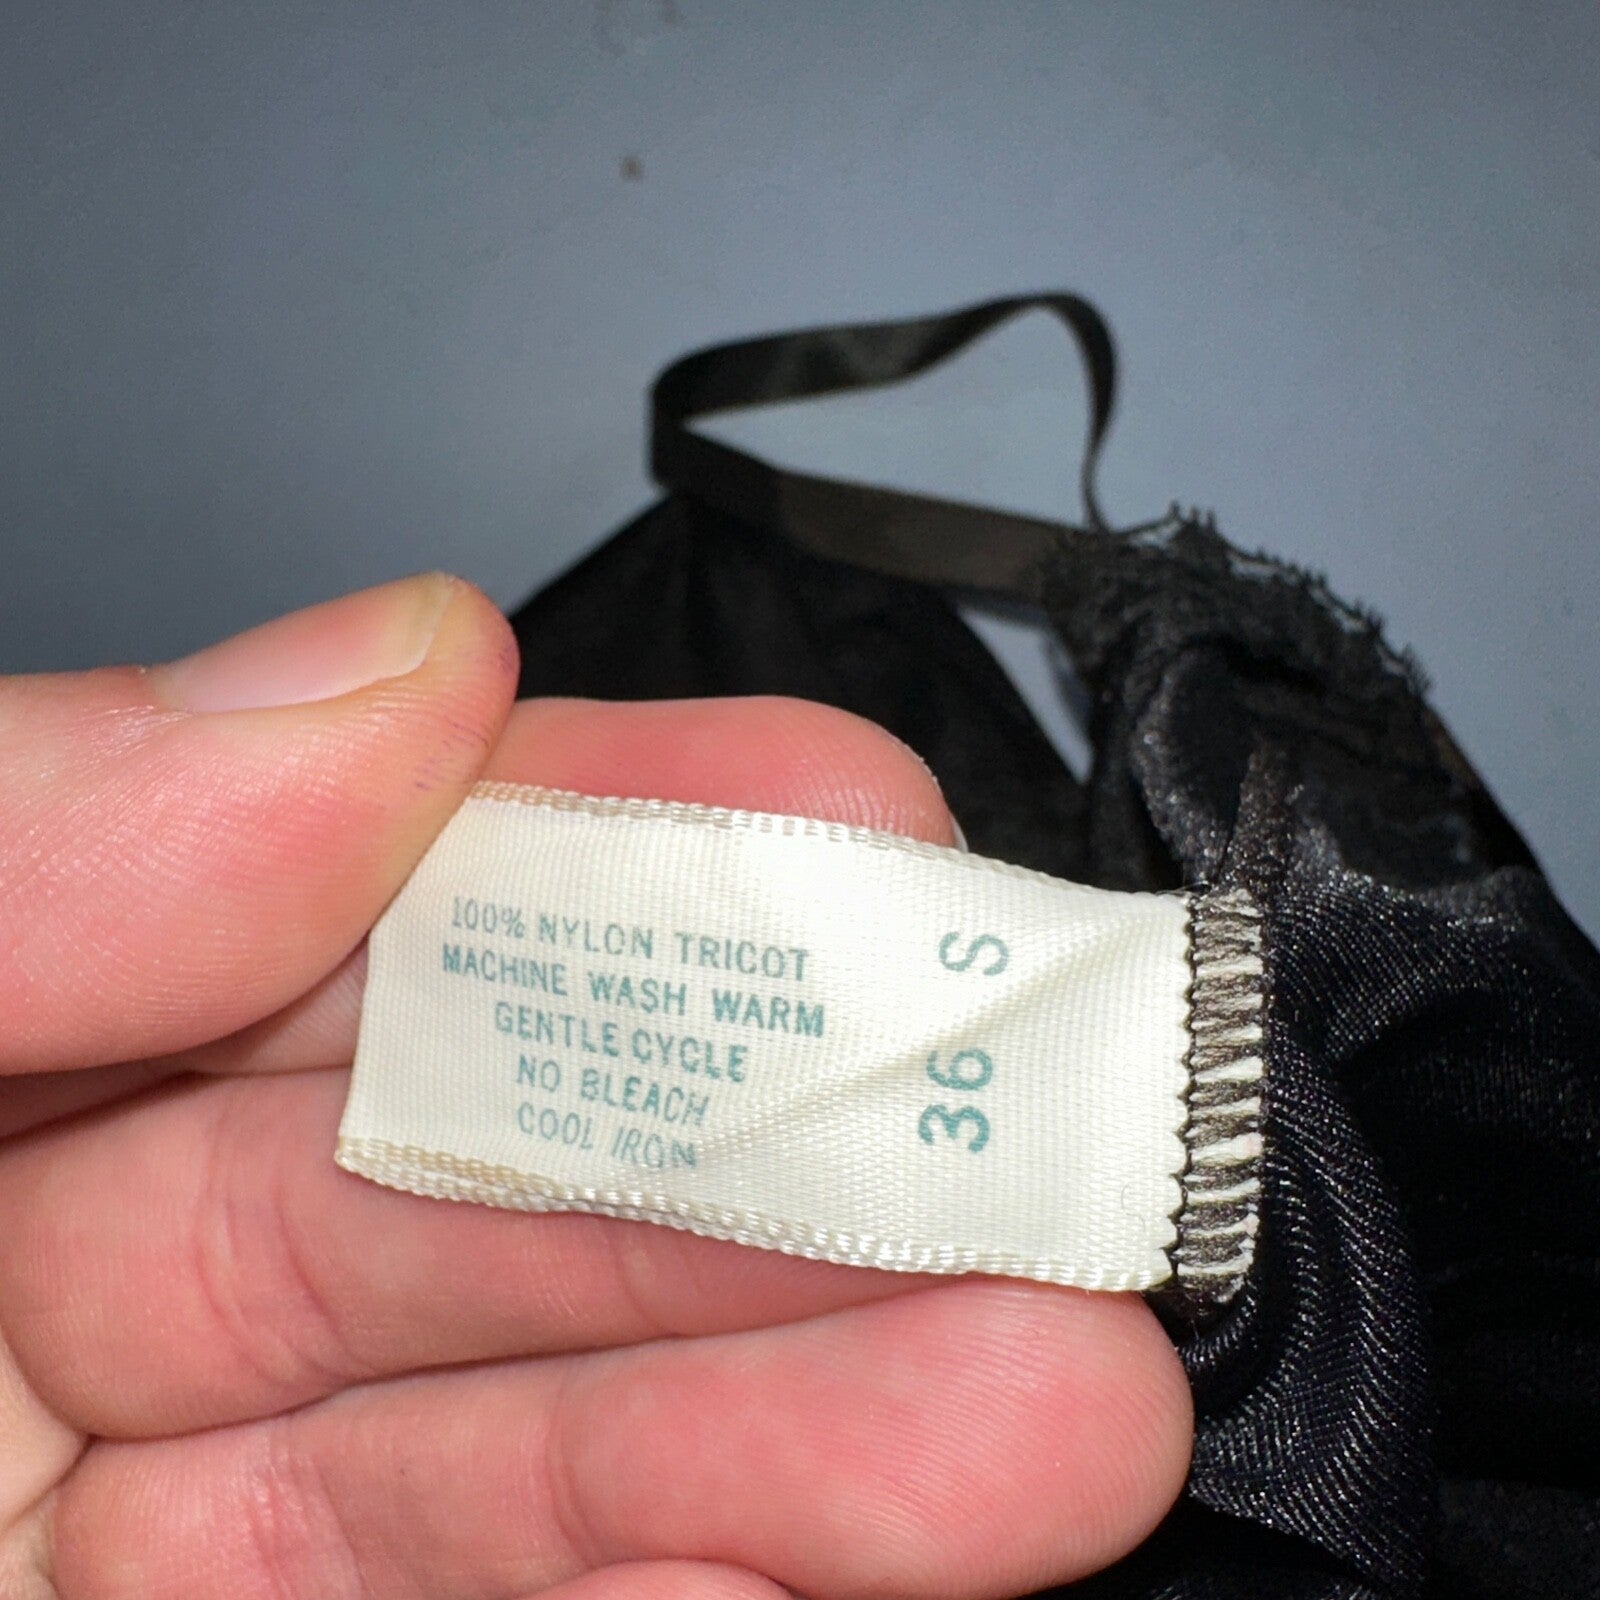 100% NYLON TRICOT
MACHINE WASH WARM
GENTLE CYCLE
NO BLEACH
COOL IRON
36 S